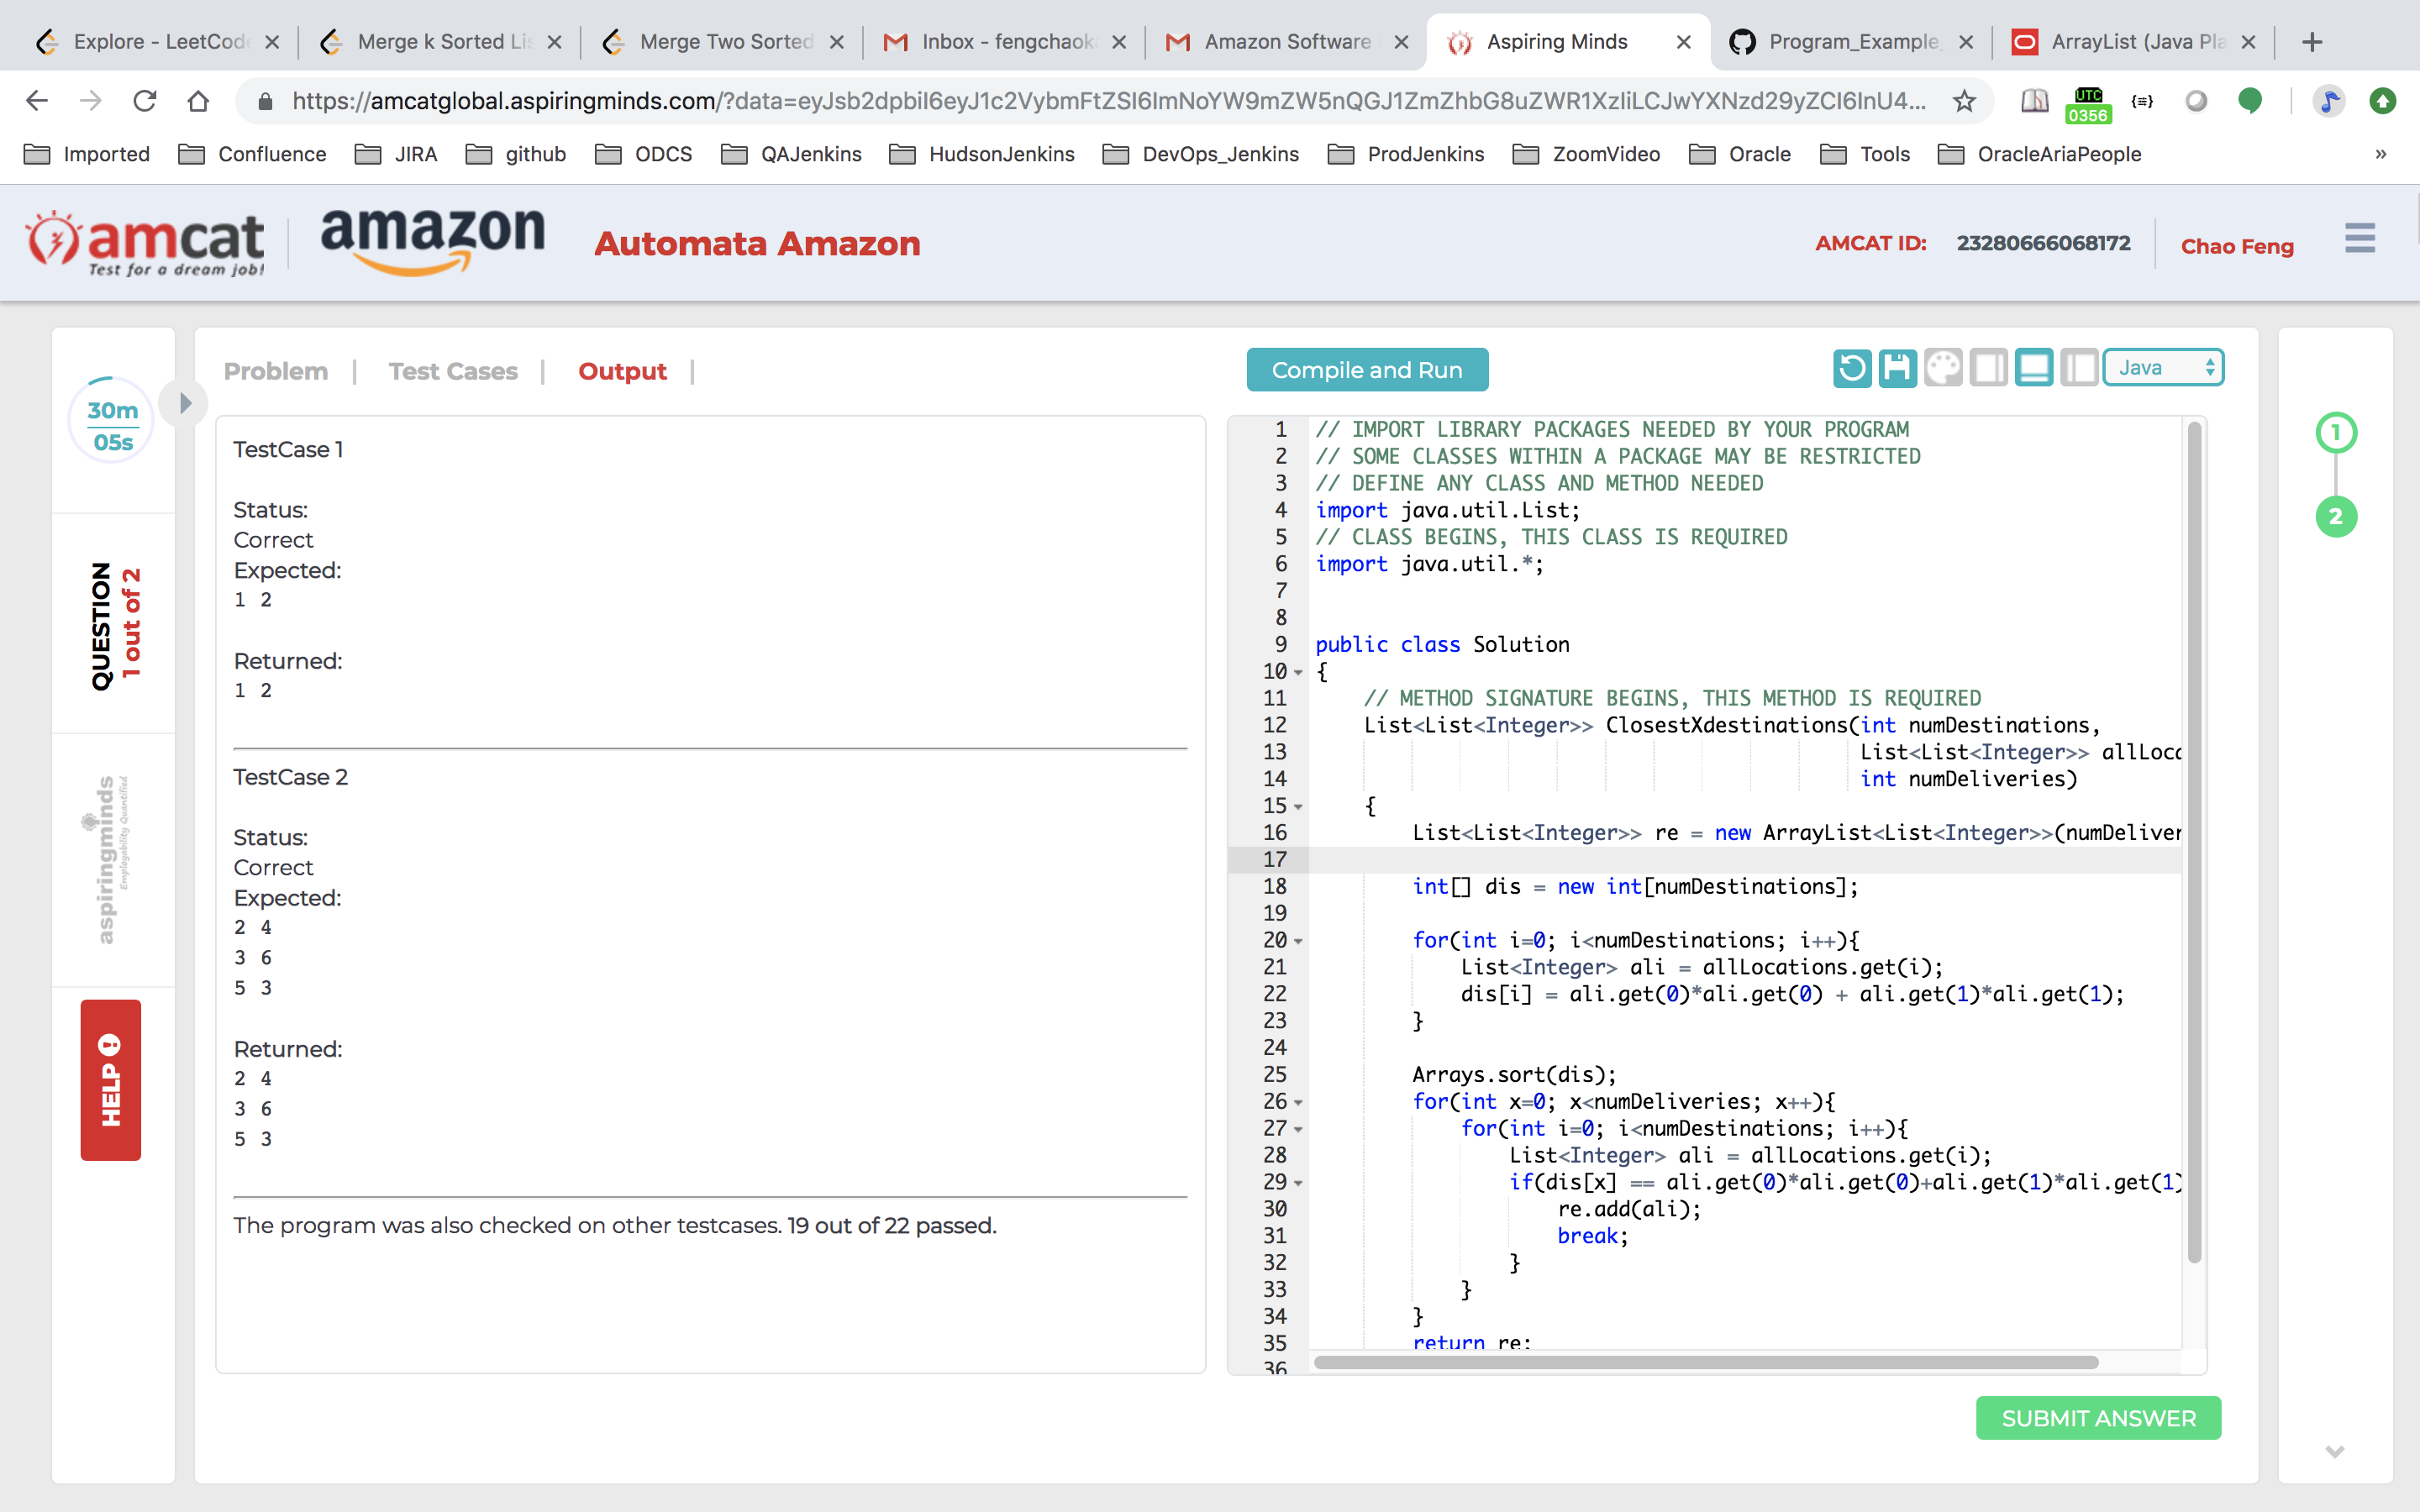 Explore - LeetCode
Merge k Sorted Lis
Merge Two Sorted
Inbox - fengchaok
Amazon Software
Aspiring Minds
Program_Example_
ArrayList (Java Pla
https://amcatglobal.aspiringminds.com/?data=eyJsb2dpbiI6eyJ1c2VybmFtZSI6ImNoYW9mZW5nQGJ1ZmZhbG8uZWR1XzIiLCJwYXNzd29yZCI6InU4...
UTC
0356
Imported
Confluence
JIRA
github
ODCS
QAJenkins
HudsonJenkins
DevOps_Jenkins
ProdJenkins
ZoomVideo
Oracle
Tools
OracleAriaPeople
»
amcat
Test for a dream job!
amazon
Automata Amazon
AMCAT ID: 23280666068172
Chao Feng
30m
05s
QUESTION
1 out of 2
aspiringminds
Employability Quantified
HELP
Problem | Test Cases | Output |
Compile and Run
Java
TestCase 1
Status:
Correct
Expected:
1 2
Returned:
1 2
TestCase 2
Status:
Correct
Expected:
2 4
3 6
5 3
Returned:
2 4
3 6
5 3
The program was also checked on other testcases. 19 out of 22 passed.
1 // IMPORT LIBRARY PACKAGES NEEDED BY YOUR PROGRAM
2 // SOME CLASSES WITHIN A PACKAGE MAY BE RESTRICTED
3 // DEFINE ANY CLASS AND METHOD NEEDED
4 import java.util.List;
5 // CLASS BEGINS, THIS CLASS IS REQUIRED
6 import java.util.*;
7
8
9 public class Solution
10 {
11 // METHOD SIGNATURE BEGINS, THIS METHOD IS REQUIRED
12 List<List<Integer>> ClosestXdestinations(int numDestinations,
13 List<List<Integer>> allLoca
14 int numDeliveries)
15 {
16 List<List<Integer>> re = new ArrayList<List<Integer>>(numDeliver
17
18 int[] dis = new int[numDestinations];
19
20 for(int i=0; i<numDestinations; i++){
21 List<Integer> ali = allLocations.get(i);
22 dis[i] = ali.get(0)*ali.get(0) + ali.get(1)*ali.get(1);
23 }
24
25 Arrays.sort(dis);
26 for(int x=0; x<numDeliveries; x++){
27 for(int i=0; i<numDestinations; i++){
28 List<Integer> ali = allLocations.get(i);
29 if(dis[x] == ali.get(0)*ali.get(0)+ali.get(1)*ali.get(1)
30 re.add(ali);
31 break;
32 }
33 }
34 }
35 return re;
36
SUBMIT ANSWER
1
2